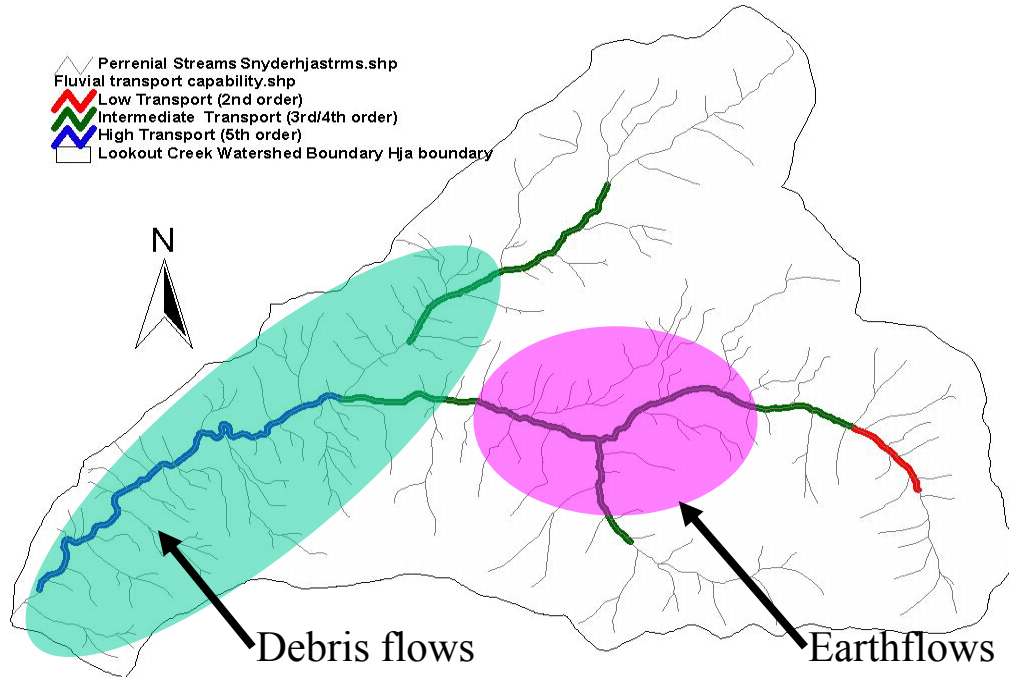 Perrenial Streams Snyderhjastrms.shp
Fluvial transport capability.shp
Low Transport (2nd order)
Intermediate Transport (3rd/4th order)
High Transport (5th order)
Lookout Creek Watershed Boundary Hja boundary
N
Debris flows
Earthflows